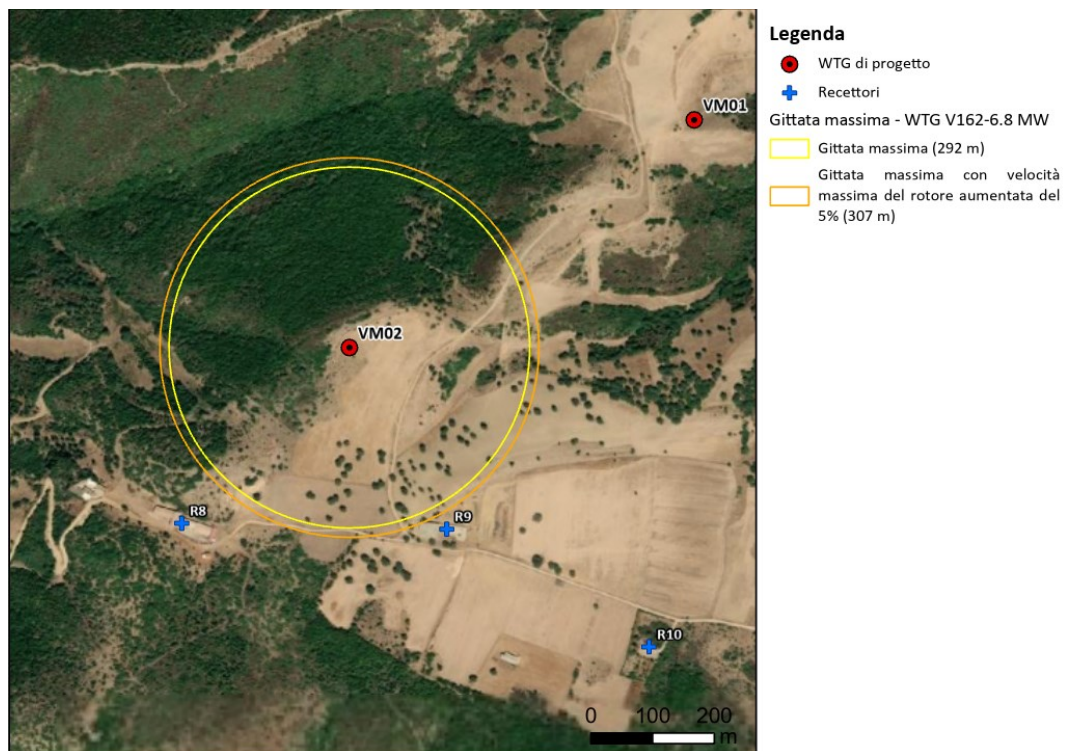 VM01
VM02
R8
R9
R10
0 100 200
m
Legenda
WTG di progetto
Recettori
Gittata massima - WTG V162-6.8 MW
Gittata massima (292 m)
Gittata massima con velocità
massima del rotore aumentata del
5% (307 m)